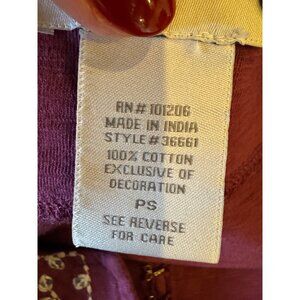 RN# 101206
MADE IN INDIA
STYLE# 36661
100% COTTON
EXCLUSIVE OF
DECORATION
PS
SEE REVERSE
FOR CARE